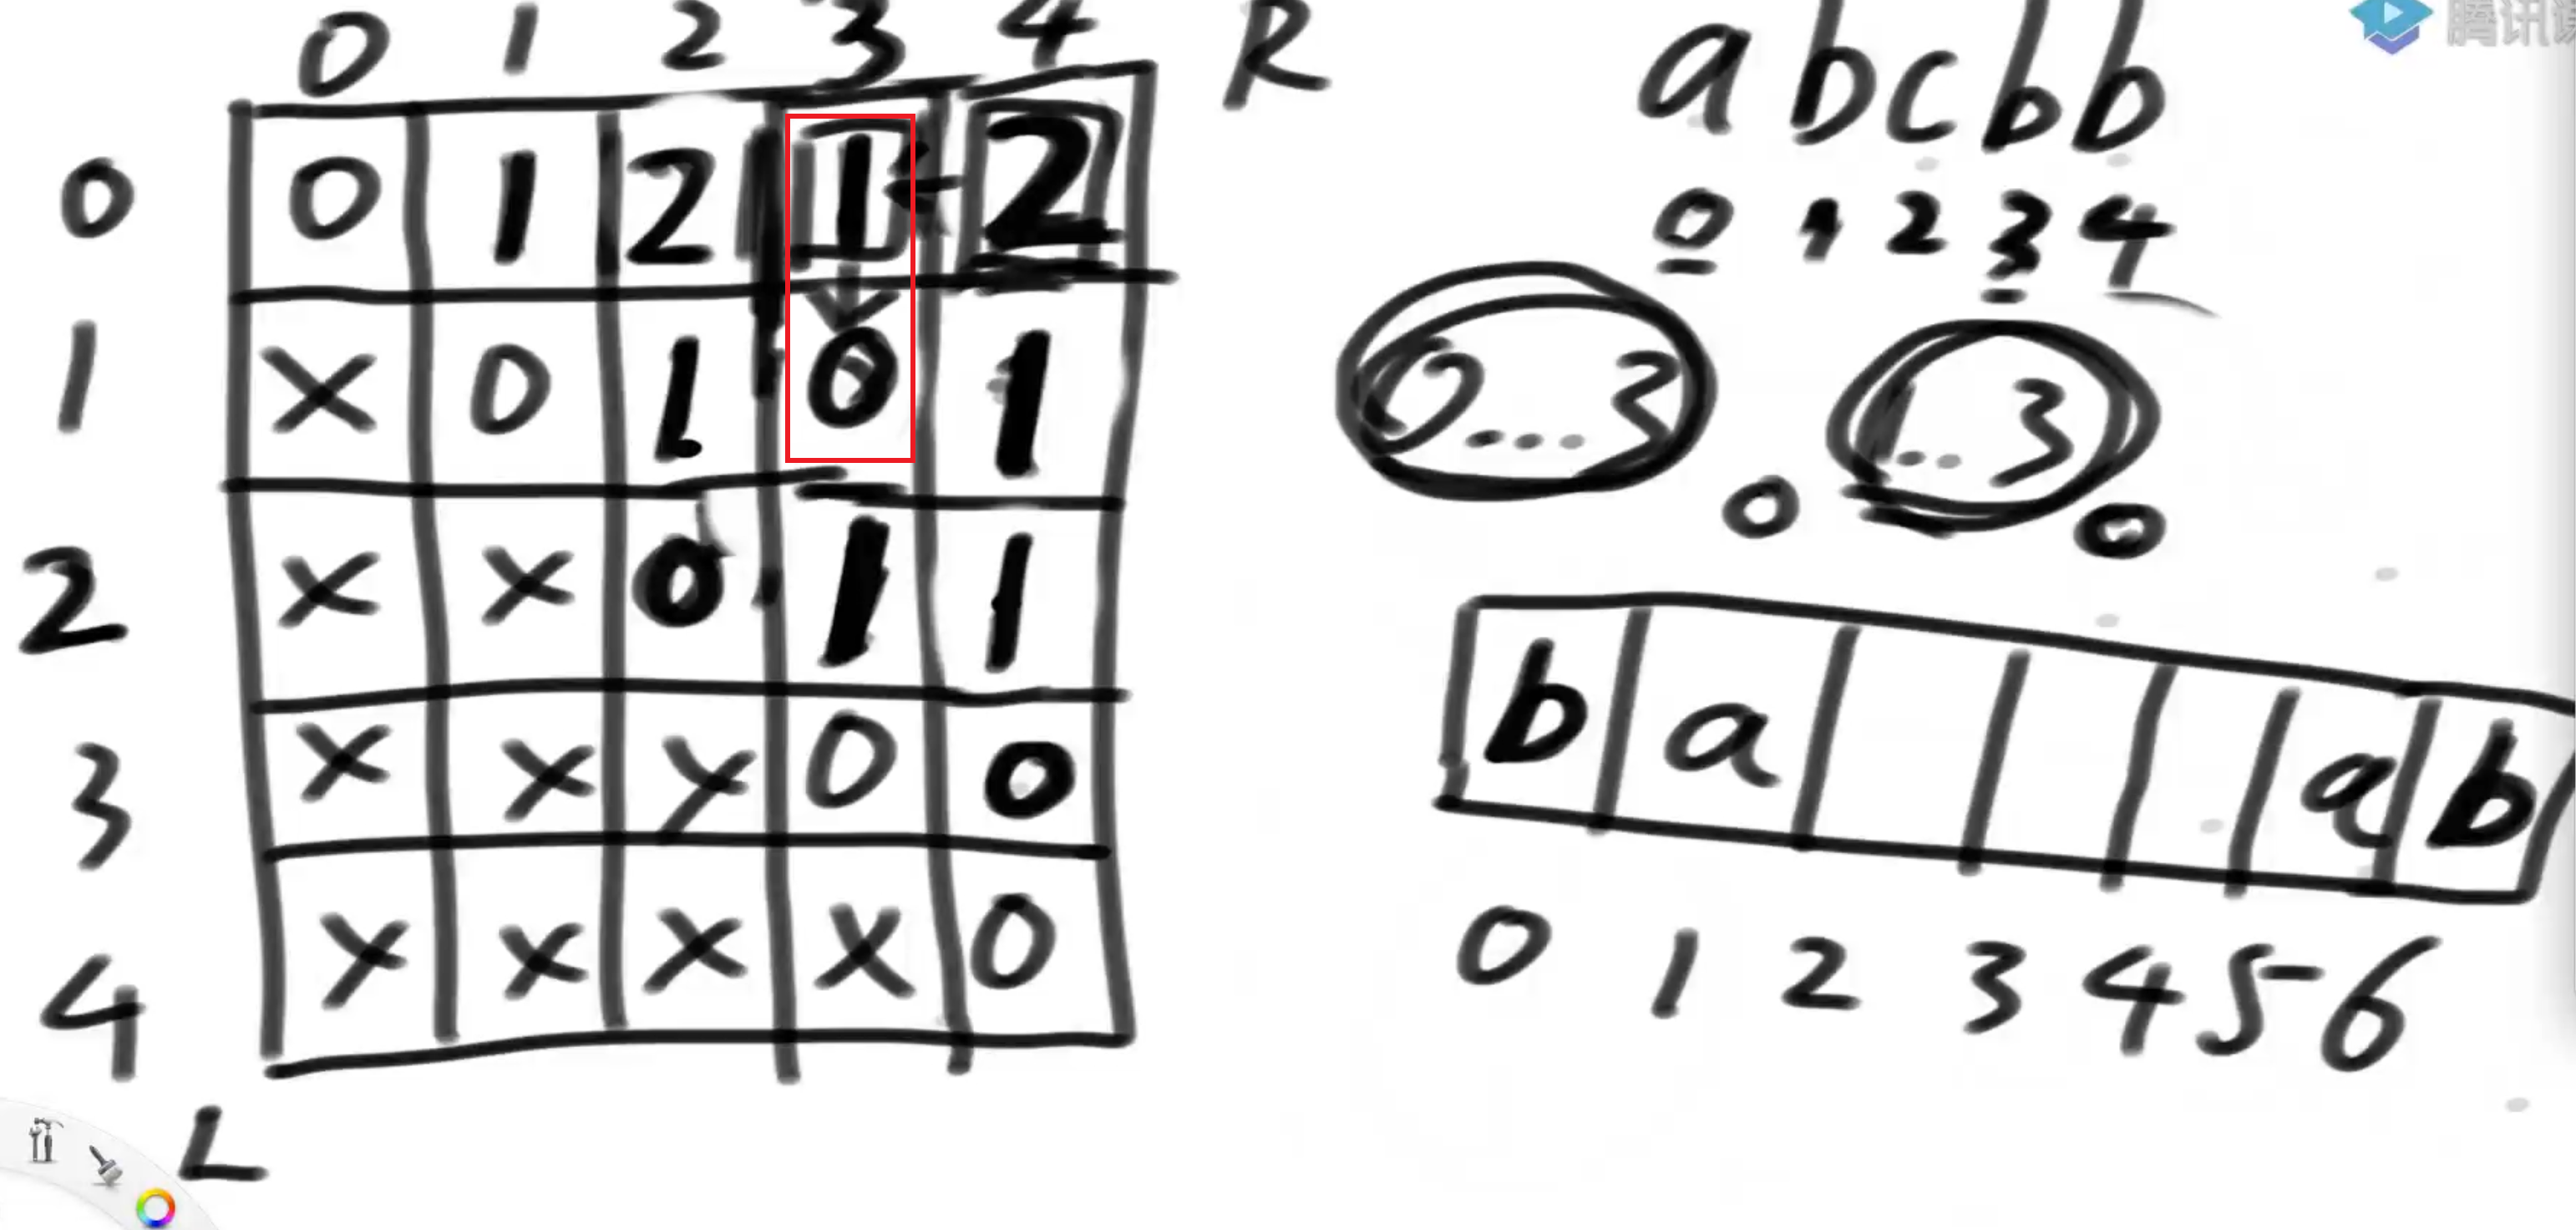 0 1 2 3 4 R
0 0 1 2 1 2
1 X 0 1 0 1
2 X X 0 1 1
3 X X X 0 0
4 X X X X 0
L
a b c b b
0 1 2 3 4
0...3 0
1...3 0
b a a b
0 1 2 3 4 5 6
腾讯课